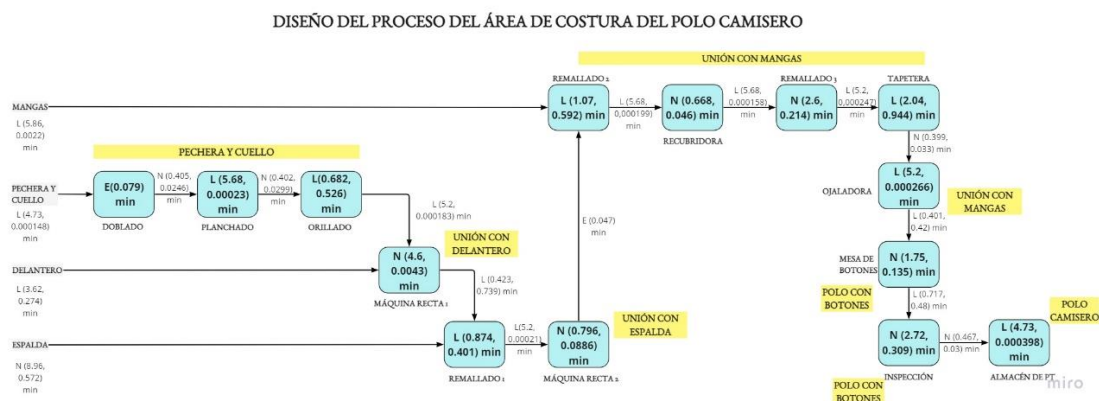 DISEÑO DEL PROCESO DEL ÁREA DE COSTURA DEL POLO CAMISERO
UNIÓN CON MANGAS
REMALLADO 2
REMALLADO 3
TAPETERA
MANGAS
L (5.86,
0.0022)
min
L (1.07,
0.592) min
L (5.68,
0,000199)
min
N (0.668,
0.046) min
RECUBRIDORA
L (5.68,
0.000158)
min
N (2.6,
0.214) min
L (5.2,
0,000247)
min
L (2.04,
0.944) min
N (0.399,
0.033) min
PECHERA Y CUELLO
PECHERA Y
CUELLO
L (4.73,
0.000148)
min
E(0.079)
min
DOBLADO
N (0.405,
0.0246)
min
L (5.68,
0.00023)
min
PLANCHADO
N (0.402,
0.0299)
min
L(0.682,
0.526)
min
ORILLADO
L (5.2,
0.000183) min
OJALADORA
L (5.2,
0.000266)
min
UNIÓN CON
MANGAS
L (0.401,
0.42) min
E (0.047)
min
UNIÓN CON
DELANTERO
DELANTERO
L (3.62,
0.274)
min
N (4.6,
0.0043)
min
MÁQUINA RECTA 1
L (0.423,
0.739) min
MESA DE
BOTONES
N (1.75,
0.135) min
POLO CON
BOTONES
L (0.717,
0.48) min
ESPALDA
N (8.96,
0.572)
min
L (0.874,
0.401) min
REMALLADO 1
L(5.2,
0.00021)
min
N (0.796,
0.0886)
min
MÁQUINA RECTA 2
UNIÓN CON
ESPALDA
N (2.72,
0.309) min
INSPECCIÓN
POLO CON
BOTONES
N (0.467,
0.03) min
L (4.73,
0.000398)
min
ALMACÉN DE PT
POLO
CAMISERO
miro